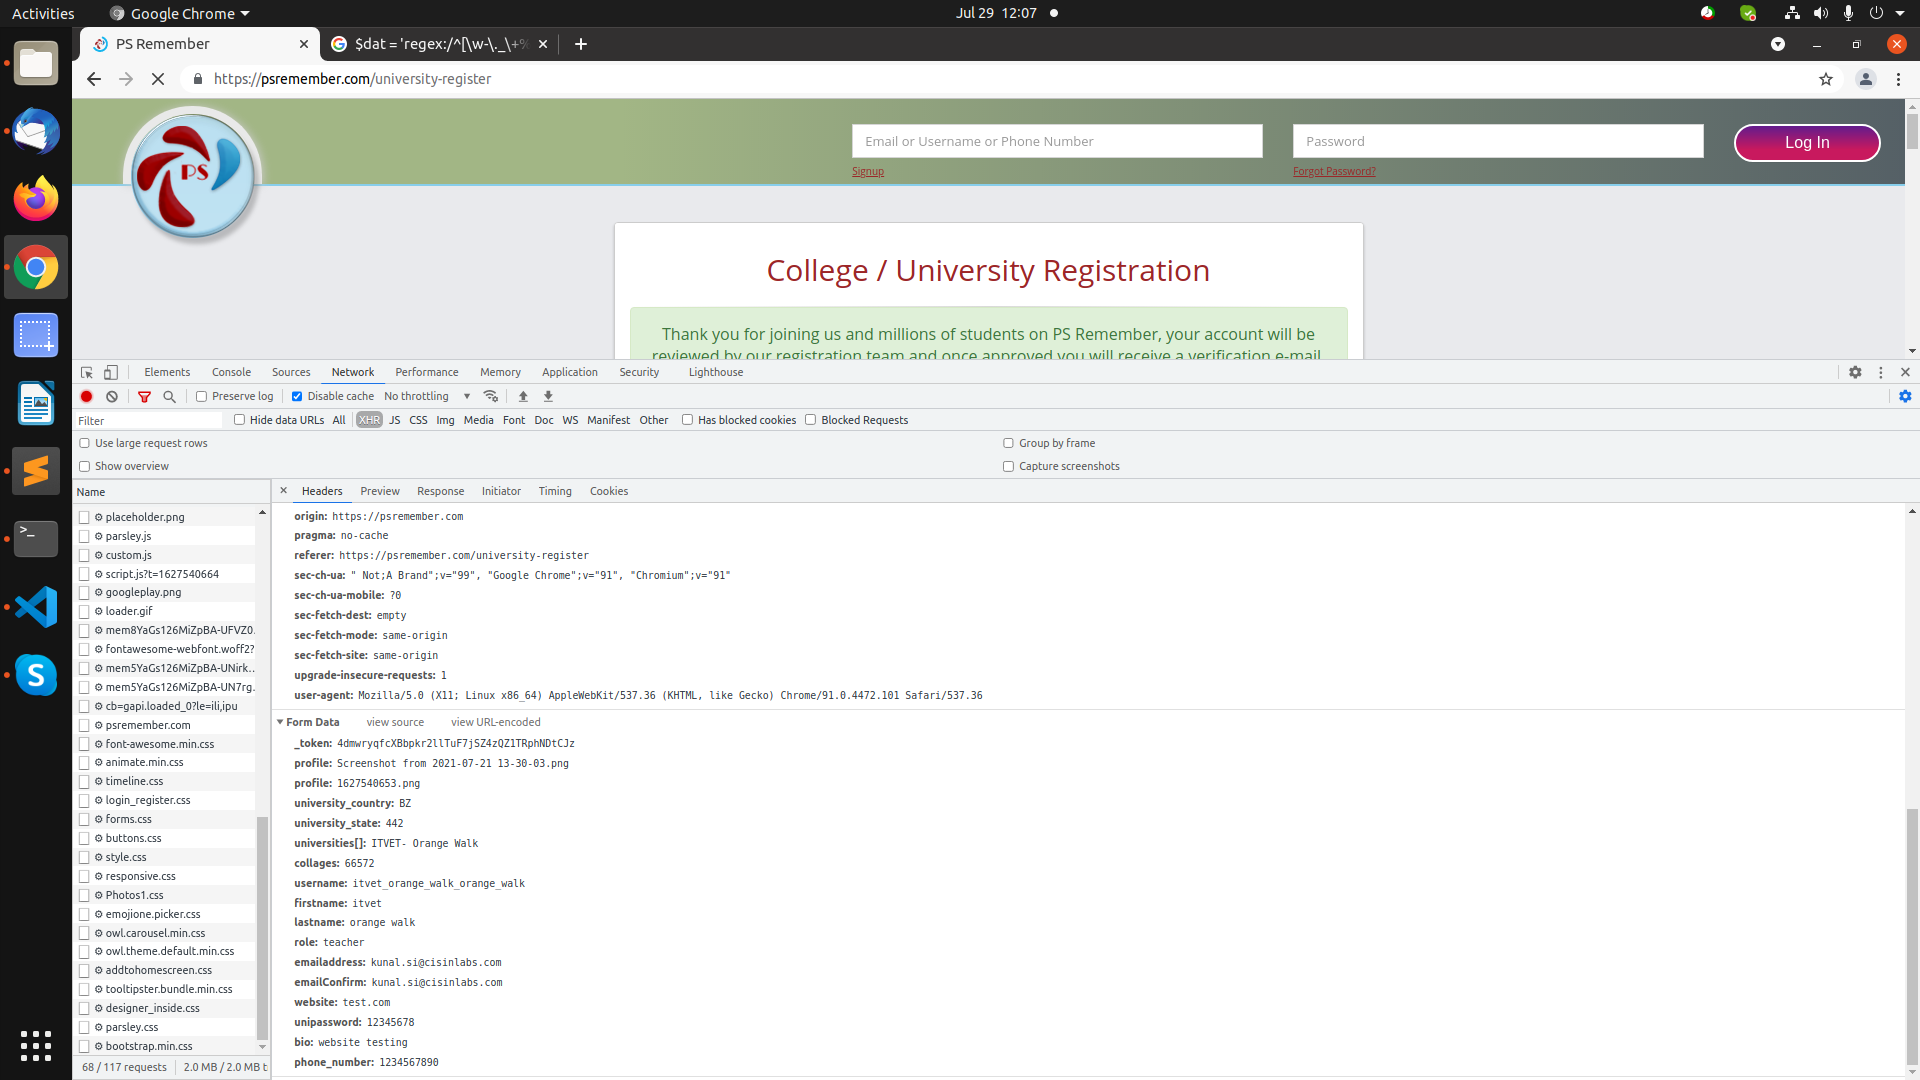 Activities
Google Chrome
Jul 29 12:07
PS Remember
$dat = 'regex:/^[\w-\._\+%
https://psremember.com/university-register
PS
Email or Username or Phone Number
Password
Log In
Signup
Forgot Password?
College / University Registration
Thank you for joining us and millions of students on PS Remember, your account will be
reviewed by our registration team and once approved you will receive a verification e-mail
Elements Console Sources Network Performance Memory Application Security Lighthouse
Preserve log Disable cache No throttling
Filter Hide data URLs All XHR JS CSS Img Media Font Doc WS Manifest Other Has blocked cookies Blocked Requests
Use large request rows Group by frame
Show overview Capture screenshots
Name
placeholder.png
parsley.js
custom.js
script.js?t=1627540664
googleplay.png
loader.gif
mem8YaGs126MiZpBA-UFVZ0.
fontawesome-webfont.woff2?
mem5YaGs126MiZpBA-UNirk..
mem5YaGs126MiZpBA-UN7rg.
cb=gapi.loaded_0?le=ili,ipu
psremember.com
font-awesome.min.css
animate.min.css
timeline.css
login_register.css
forms.css
buttons.css
style.css
responsive.css
Photos1.css
emojione.picker.css
owl.carousel.min.css
owl.theme.default.min.css
addtohomescreen.css
tooltipster.bundle.min.css
designer_inside.css
parsley.css
bootstrap.min.css
68 / 117 requests 2.0 MB / 2.0 MB t
Headers Preview Response Initiator Timing Cookies
origin: https://psremember.com
pragma: no-cache
referer: https://psremember.com/university-register
sec-ch-ua: " Not;A Brand";v="99", "Google Chrome";v="91", "Chromium";v="91"
sec-ch-ua-mobile: ?0
sec-fetch-dest: empty
sec-fetch-mode: same-origin
sec-fetch-site: same-origin
upgrade-insecure-requests: 1
user-agent: Mozilla/5.0 (X11; Linux x86_64) AppleWebKit/537.36 (KHTML, like Gecko) Chrome/91.0.4472.101 Safari/537.36
Form Data view source view URL-encoded
_token: 4dmwryqfcXBbpkr2llTuF7jSZ4zQZ1TRphNDtCJz
profile: Screenshot from 2021-07-21 13-30-03.png
profile: 1627540653.png
university_country: BZ
university_state: 442
universities[]: ITVET- Orange Walk
collages: 66572
username: itvet_orange_walk_orange_walk
firstname: itvet
lastname: orange walk
role: teacher
emailaddress: kunal.si@cisinlabs.com
emailConfirm: kunal.si@cisinlabs.com
website: test.com
unipassword: 12345678
bio: website testing
phone_number: 1234567890